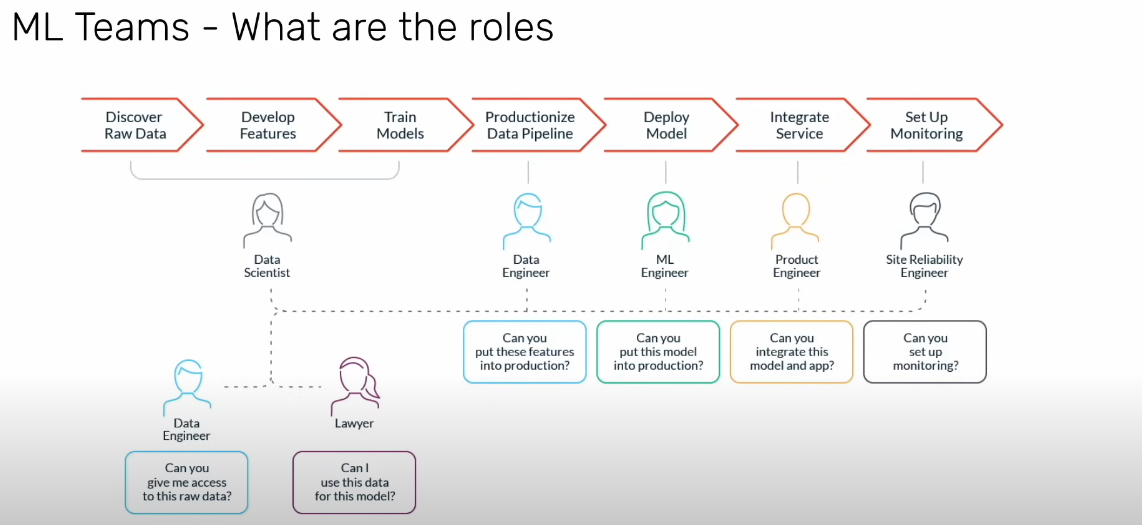 ML Teams - What are the roles
Discover
Raw Data
Develop
Features
Train
Models
Productionize
Data Pipeline
Deploy
Model
Integrate
Service
Set Up
Monitoring
Data
Scientist
Data
Engineer
ML
Engineer
Product
Engineer
Site Reliability
Engineer
Can you
put these features
into production?
Can you
put this model
into production?
Can you
integrate this
model and app?
Can you
set up
monitoring?
Data
Engineer
Lawyer
Can you
give me access
to this raw data?
Can I
use this data
for this model?